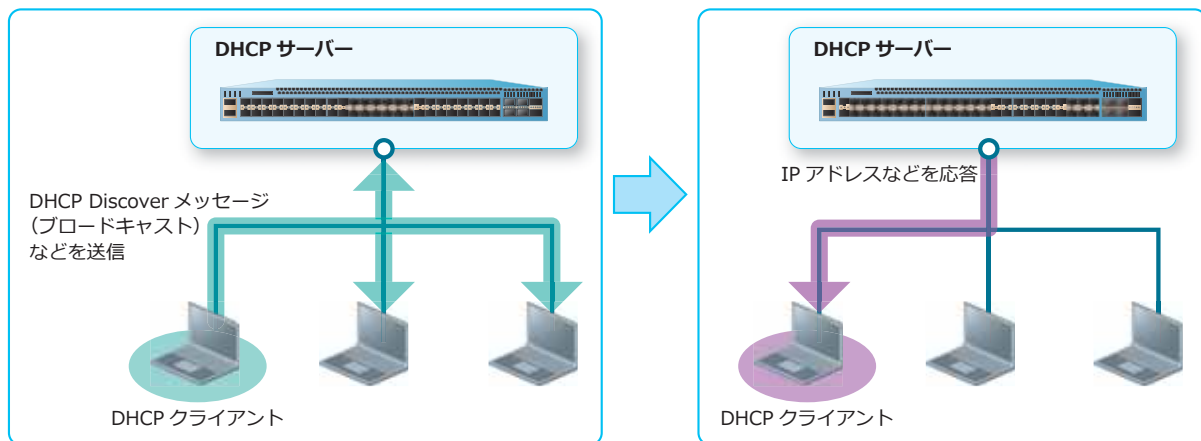 DHCP サーバー
DHCP Discover メッセージ
（ブロードキャスト）
などを送信
DHCP クライアント
DHCP サーバー
IP アドレスなどを応答
DHCP クライアント